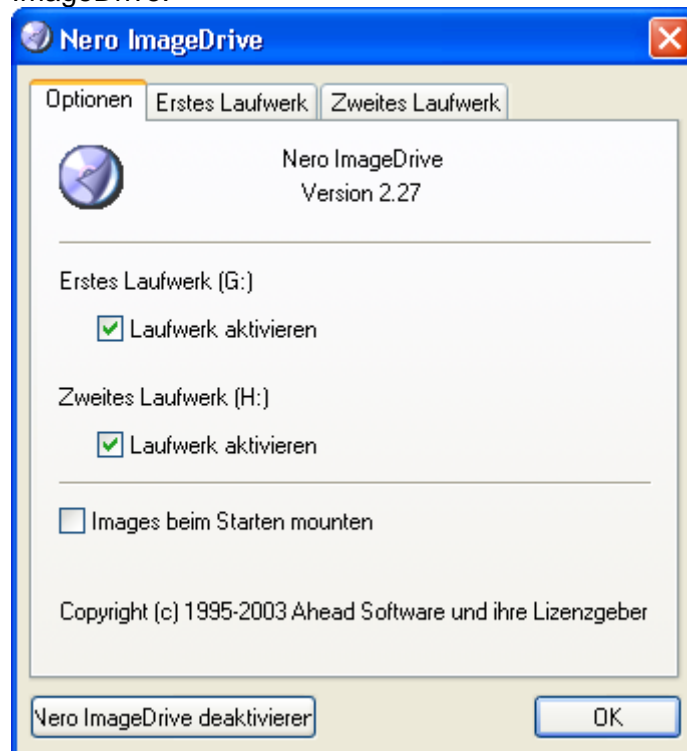 ImageDrive.
Nero ImageDrive
Optionen Erstes Laufwerk Zweites Laufwerk
Nero ImageDrive
Version 2.27
Erstes Laufwerk (G:)
Laufwerk aktivieren
Zweites Laufwerk (H:)
Laufwerk aktivieren
Images beim Starten mounten
Copyright (c) 1995-2003 Ahead Software und ihre Lizenzgeber
Nero ImageDrive deaktivieren OK